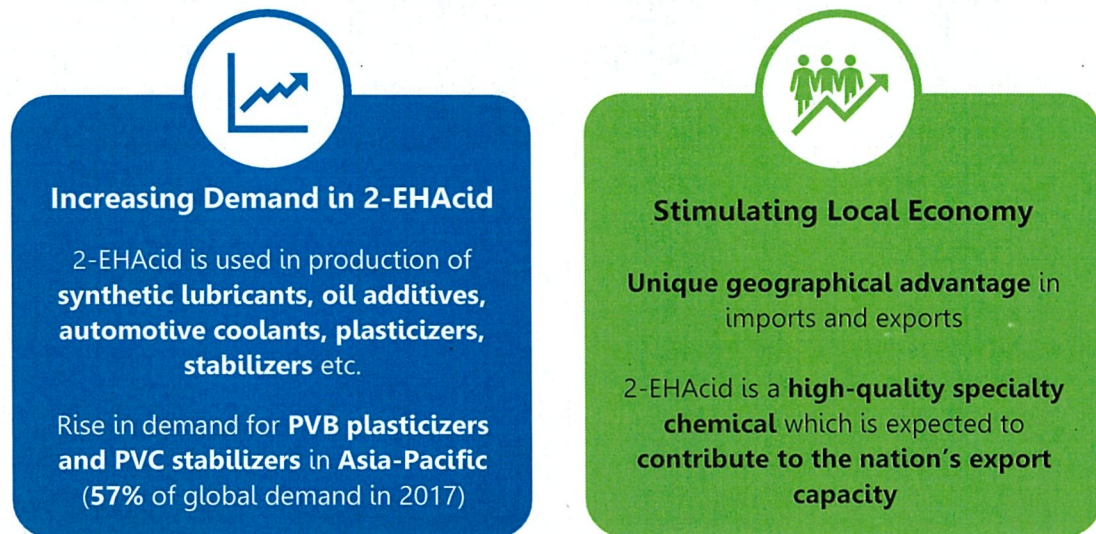 Increasing Demand in 2-EHAcid
2-EHAcid is used in production of
synthetic lubricants, oil additives,
automotive coolants, plasticizers,
stabilizers etc.
Rise in demand for PVB plasticizers
and PVC stabilizers in Asia-Pacific
(57% of global demand in 2017)
Stimulating Local Economy
Unique geographical advantage in
imports and exports
2-EHAcid is a high-quality specialty
chemical which is expected to
contribute to the nation's export
capacity